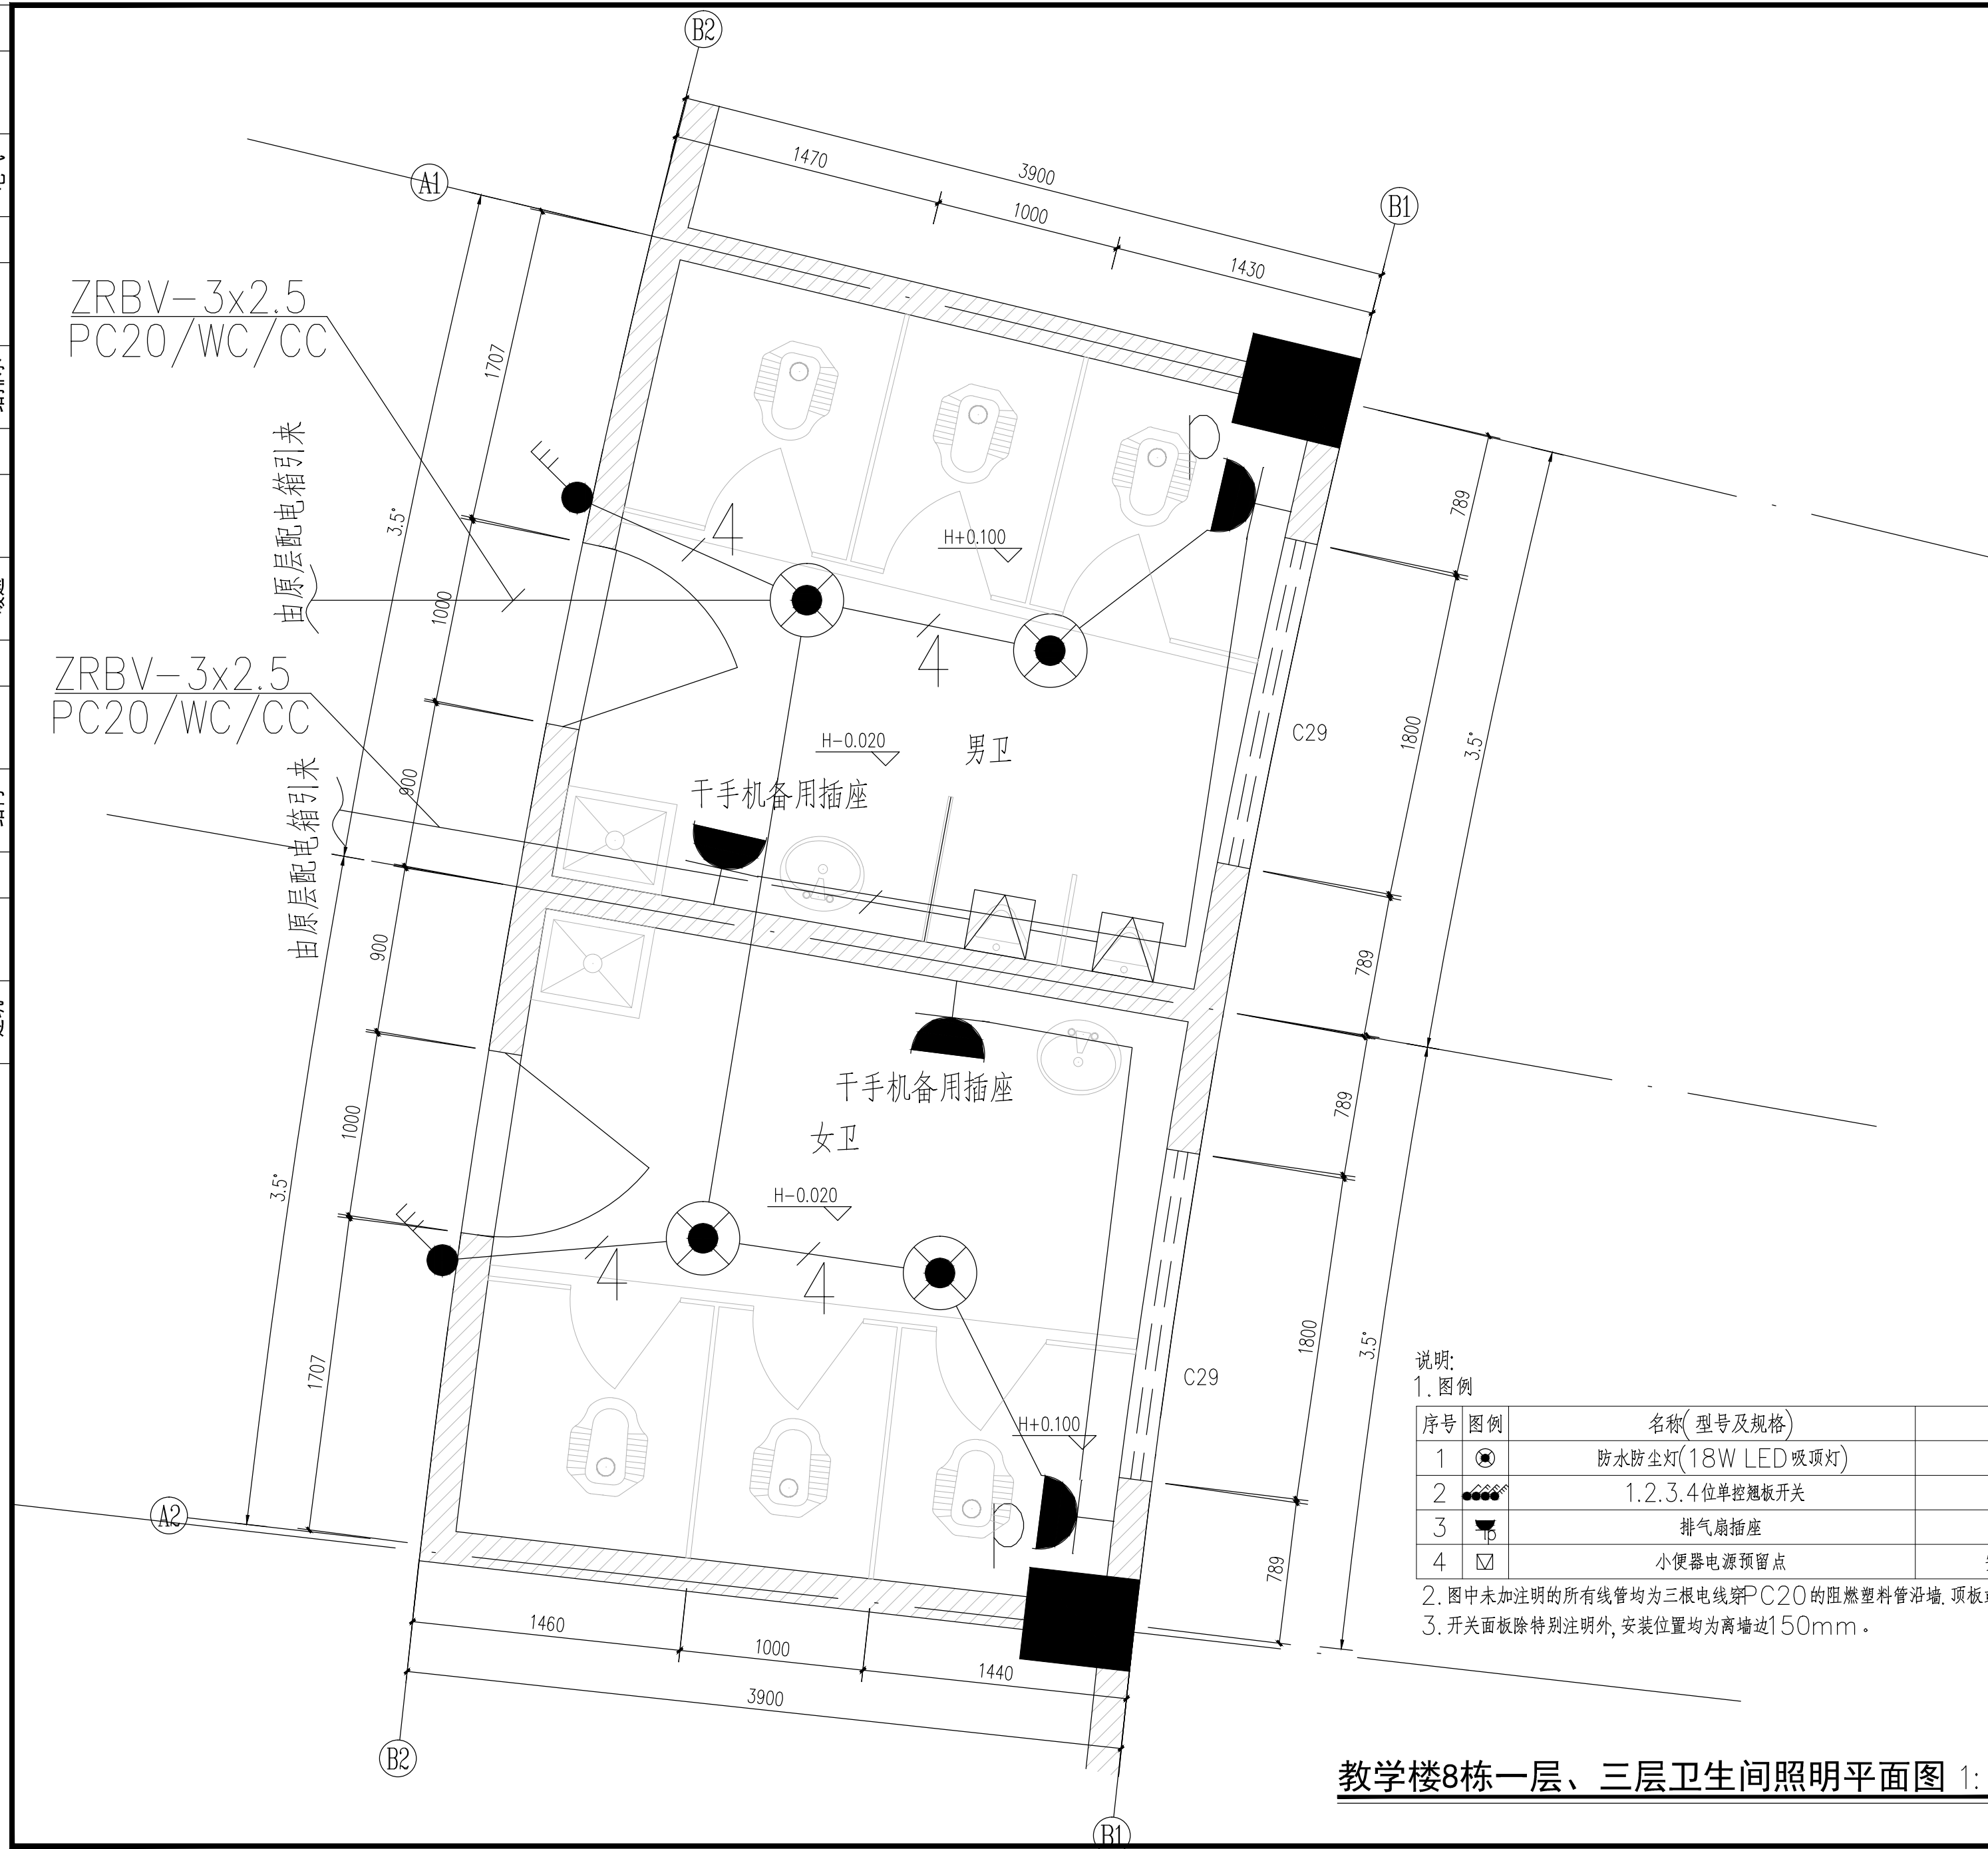 B2
3900
1470
1000
1430
B1
A1
ZRBV-3x2.5
PC20/WC/CC
由原层配电箱引来
3.5°
1707
1000
900
4
H+0.100
4
789
1800
3.5°
789
C29
ZRBV-3x2.5
PC20/WC/CC
由原层配电箱引来
H-0.020
男卫
干手机备用插座
900
1000
1707
3.5°
干手机备用插座
女卫
H-0.020
4
4
H+0.100
789
1800
3.5°
789
C29
A2
1460
1000
1440
3900
B2
B1
说明:
1.图例
序号 图例 名称(型号及规格)
1 防水防尘灯(18W LED吸顶灯)
2 1.2.3.4位单控翘板开关
3 p 排气扇插座
4 小便器电源预留点
2.图中未加注明的所有线管均为三根电线穿PC20的阻燃塑料管沿墙.顶板
3.开关面板除特别注明外,安装位置均为离墙边150mm。
教学楼8栋一层、三层卫生间照明平面图 1: